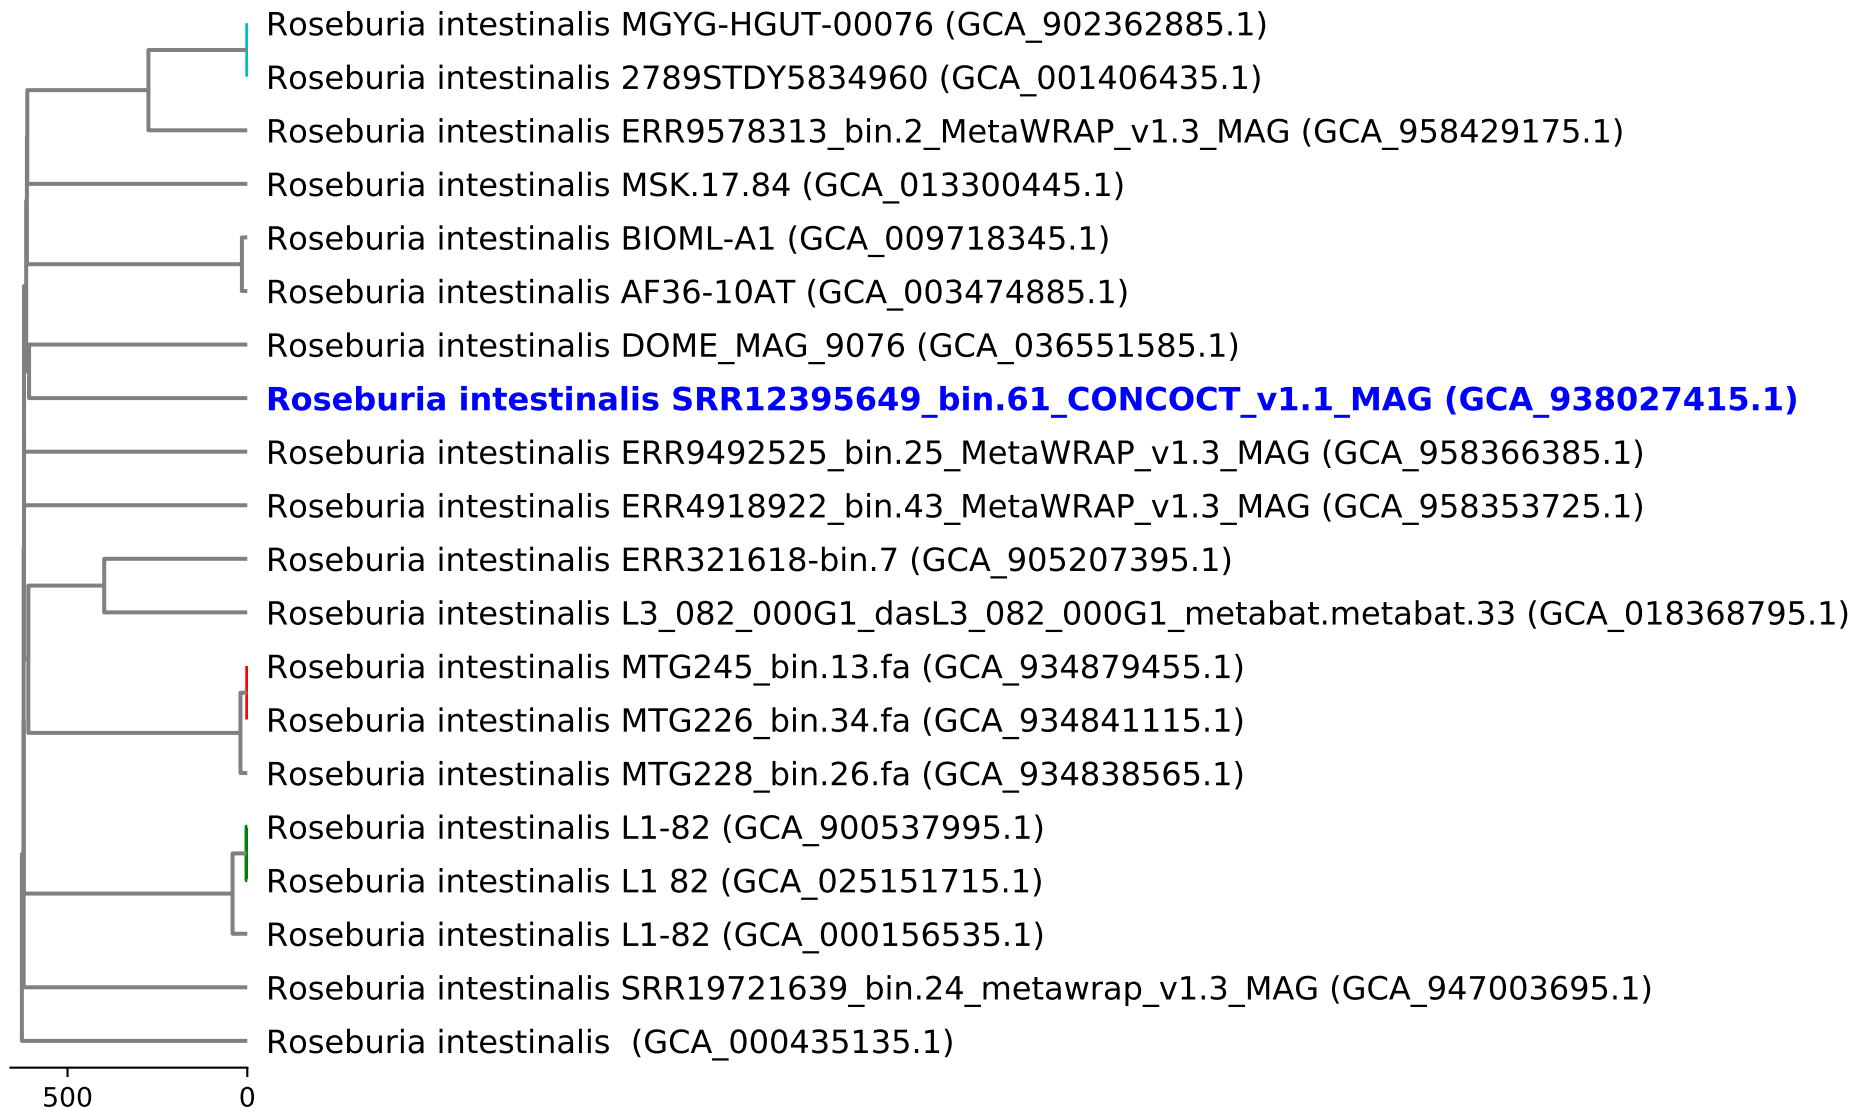 Roseburia intestinalis MGYG-HGUT-00076 (GCA_902362885.1)
Roseburia intestinalis 2789STDY5834960 (GCA_001406435.1)
Roseburia intestinalis ERR9578313_bin.2_MetaWRAP_v1.3_MAG (GCA_958429175.1)
Roseburia intestinalis MSK.17.84 (GCA_013300445.1)
Roseburia intestinalis BIOML-A1 (GCA_009718345.1)
Roseburia intestinalis AF36-10AT (GCA_003474885.1)
Roseburia intestinalis DOME_MAG_9076 (GCA_036551585.1)
Roseburia intestinalis SRR12395649_bin.61_CONCOCT_v1.1_MAG (GCA_938027415.1)
Roseburia intestinalis ERR9492525_bin.25_MetaWRAP_v1.3_MAG (GCA_958366385.1)
Roseburia intestinalis ERR4918922_bin.43_MetaWRAP_v1.3_MAG (GCA_958353725.1)
Roseburia intestinalis ERR321618-bin.7 (GCA_905207395.1)
Roseburia intestinalis L3_082_000G1_dasL3_082_000G1_metabat.metabat.33 (GCA_018368795.1)
Roseburia intestinalis MTG245_bin.13.fa (GCA_934879455.1)
Roseburia intestinalis MTG226_bin.34.fa (GCA_934841115.1)
Roseburia intestinalis MTG228_bin.26.fa (GCA_934838565.1)
Roseburia intestinalis L1-82 (GCA_900537995.1)
Roseburia intestinalis L1 82 (GCA_025151715.1)
Roseburia intestinalis L1-82 (GCA_000156535.1)
Roseburia intestinalis SRR19721639_bin.24_metawrap_v1.3_MAG (GCA_947003695.1)
Roseburia intestinalis  (GCA_000435135.1)
500 0